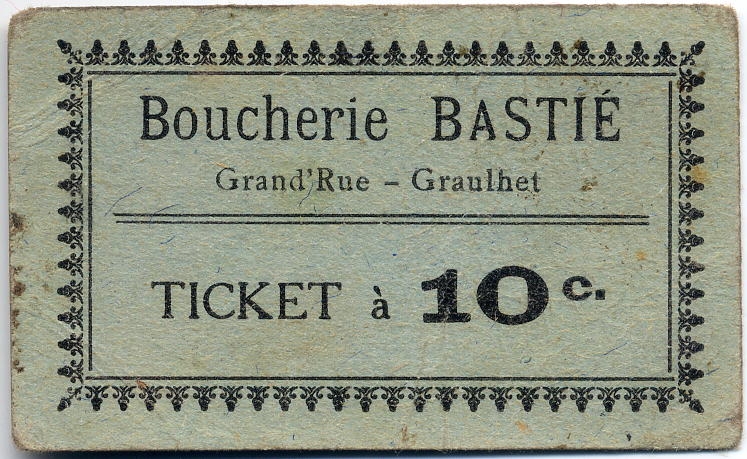 Boucherie BASTIÉ
Grand'Rue – Graulhet
TICKET à 10 c.